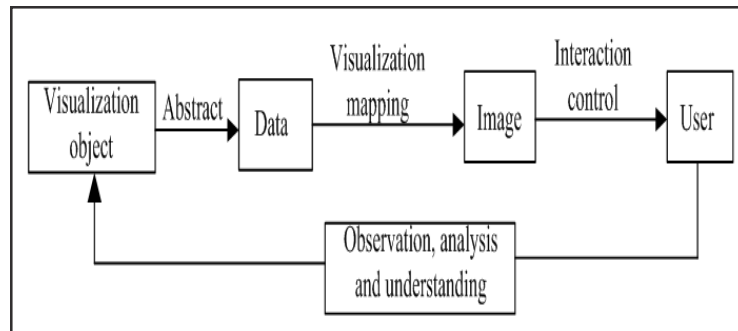 Visualization
object
Abstract
Data
Visualization
mapping
Image
Interaction
control
User
Observation, analysis
and understanding